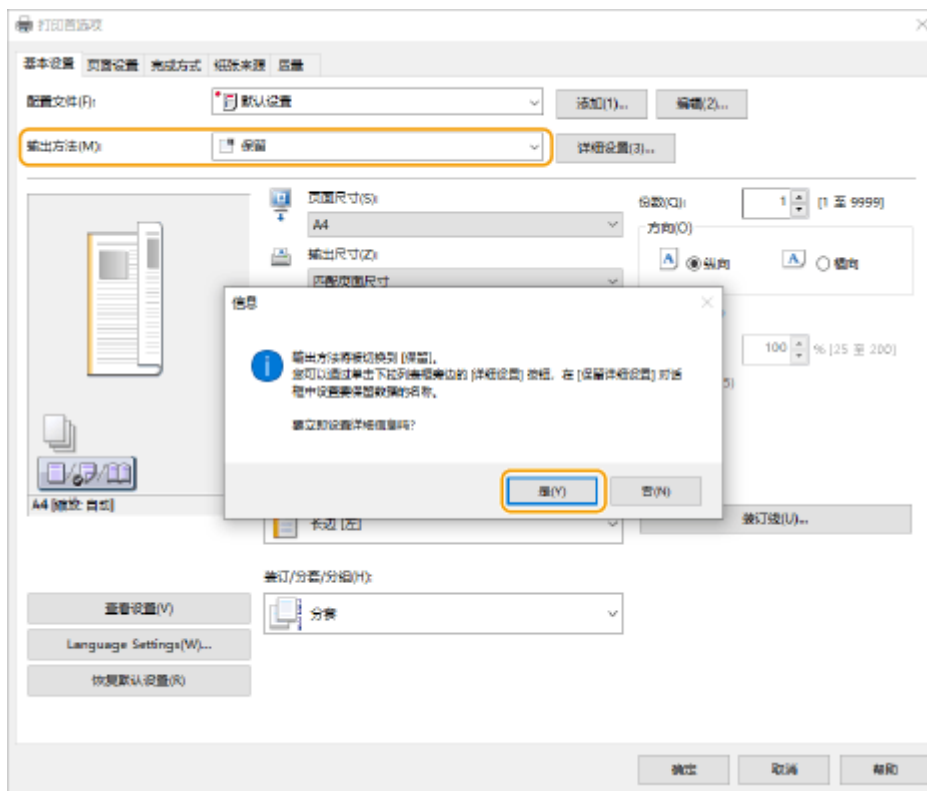 打印首选项
基本设置 页面设置 完成方式 纸张来源 质量
配置文件(F): 默认设置 添加(1)... 编辑(2)...
输出方法(M): 保留 详细设置(3)...
页面尺寸(S):
A4
份数(Q): 1 [1 至 9999]
方向(O)
纵向 横向
输出尺寸(Z):
匹配页面尺寸
100 % [25 至 200]
信息
输出方法将被切换到 [保留]。
您可以通过单击下拉列表框旁边的 [详细设置] 按钮，在 [保留详细设置] 对话
框中设置要保留数据的名称。
要立即设置详细信息吗?
是(Y) 否(N)
A4 [缩放: 自动]
长边 [左]
装订线(U)...
装订/分套/分组(H):
分套
查看设置(V)
Language Settings(W)...
恢复默认设置(R)
确定 取消 帮助